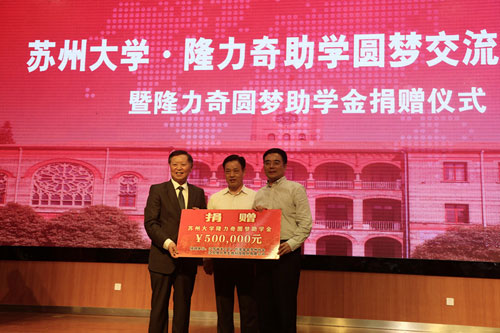 苏州大学·隆力奇助学圆梦交流
暨隆力奇圆梦助学金捐赠仪式
捐 赠
苏州大学隆力奇圆梦助学金
¥500,000元